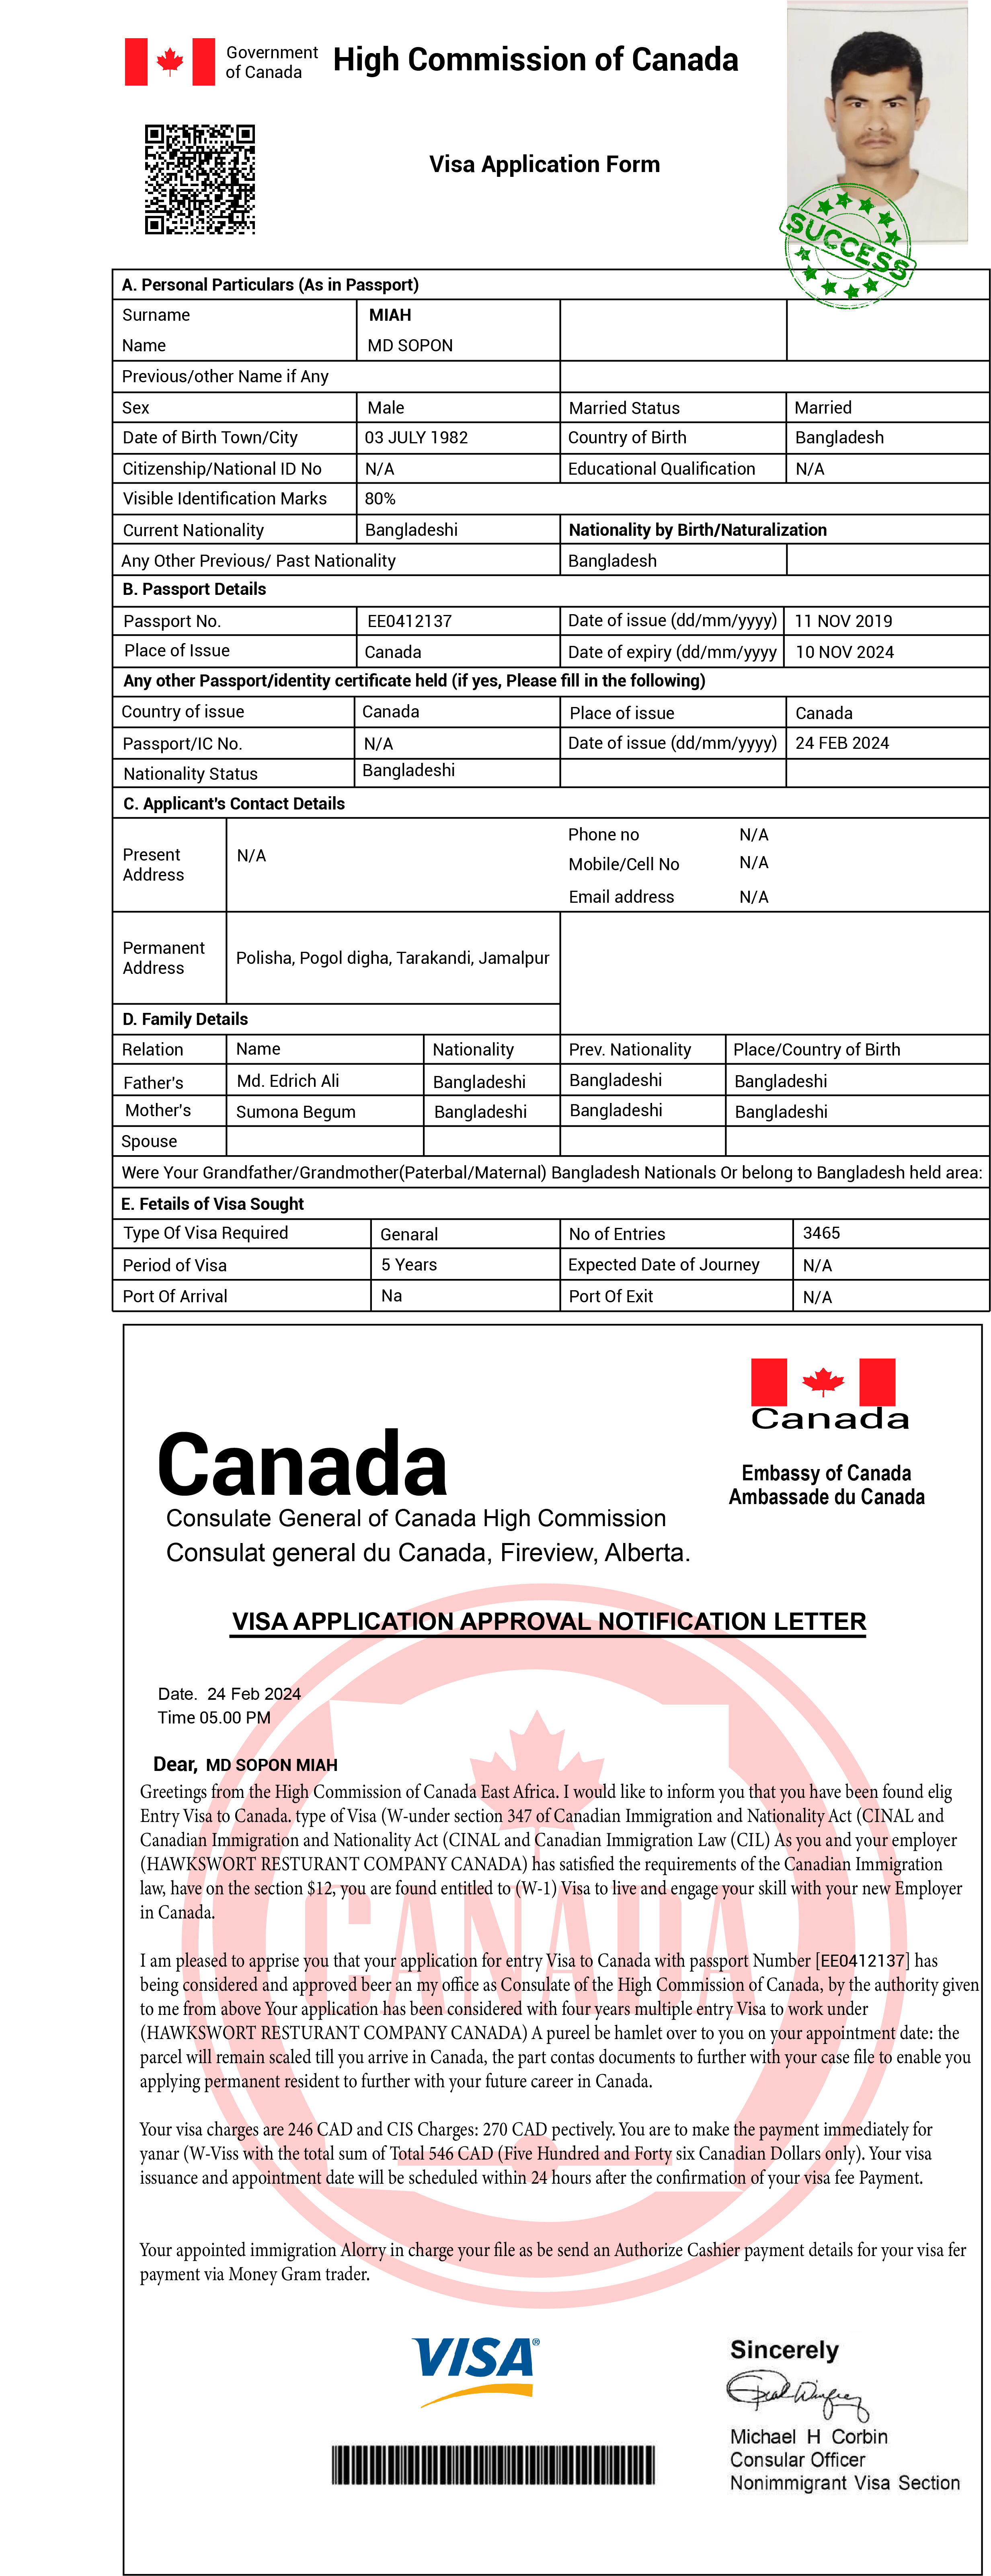 Government
of Canada
High Commission of Canada
Visa Application Form
SUCCESS
A. Personal Particulars (As in Passport)
Surname MIAH
Name MD SOPON
Previous/other Name if Any
Sex Male Married Status Married
Date of Birth Town/City 03 JULY 1982 Country of Birth Bangladesh
Citizenship/National ID No N/A Educational Qualification N/A
Visible Identification Marks 80%
Current Nationality Bangladeshi Nationality by Birth/Naturalization
Any Other Previous/ Past Nationality Bangladesh
B. Passport Details
Passport No. EE0412137 Date of issue (dd/mm/yyyy) 11 NOV 2019
Place of Issue Canada Date of expiry (dd/mm/yyyy 10 NOV 2024
Any other Passport/identity certificate held (if yes, Please fill in the following)
Country of issue Canada Place of issue Canada
Passport/IC No. N/A Date of issue (dd/mm/yyyy) 24 FEB 2024
Nationality Status Bangladeshi
C. Applicant's Contact Details
Present
Address
N/A
Phone no N/A
Mobile/Cell No N/A
Email address N/A
Permanent
Address
Polisha, Pogol digha, Tarakandi, Jamalpur
D. Family Details
Relation Name Nationality Prev. Nationality Place/Country of Birth
Father's Md. Edrich Ali Bangladeshi Bangladeshi Bangladeshi
Mother's Sumona Begum Bangladeshi Bangladeshi Bangladeshi
Spouse
Were Your Grandfather/Grandmother(Paterbal/Maternal) Bangladesh Nationals Or belong to Bangladesh held area:
E. Fetails of Visa Sought
Type Of Visa Required Genaral No of Entries 3465
Period of Visa 5 Years Expected Date of Journey N/A
Port Of Arrival Na Port Of Exit N/A
Canada
Embassy of Canada
Ambassade du Canada
Canada
Consulate General of Canada High Commission
Consulat general du Canada, Fireview, Alberta.
VISA APPLICATION APPROVAL NOTIFICATION LETTER
Date. 24 Feb 2024
Time 05.00 PM
Dear, MD SOPON MIAH
Greetings from the High Commission of Canada East Africa. I would like to inform you that you have been found elig
Entry Visa to Canada. type of Visa (W-under section 347 of Canadian Immigration and Nationality Act (CINAL and
Canadian Immigration and Nationality Act (CINAL and Canadian Immigration Law (CIL) As you and your employer
(HAWKSWORT RESTURANT COMPANY CANADA) has satisfied the requirements of the Canadian Immigration
law, have on the section $12, you are found entitled to (W-1) Visa to live and engage your skill with your new Employer
in Canada.
CANADA
I am pleased to apprise you that your application for entry Visa to Canada with passport Number [EE0412137] has
being considered and approved beer an my office as Consulate of the High Commission of Canada, by the authority given
to me from above Your application has been considered with four years multiple entry Visa to work under
(HAWKSWORT RESTURANT COMPANY CANADA) A pureel be hamlet over to you on your appointment date: the
parcel will remain scaled till you arrive in Canada, the part contas documents to further with your case file to enable you
applying permanent resident to further with your future career in Canada.
Your visa charges are 246 CAD and CIS Charges: 270 CAD pectively. You are to make the payment immediately for
yanar (W-Viss with the total sum of Total 546 CAD (Five Hundred and Forty six Canadian Dollars only). Your visa
issuance and appointment date will be scheduled within 24 hours after the confirmation of your visa fee Payment.
Your appointed immigration Alorry in charge your file as be send an Authorize Cashier payment details for your visa fer
payment via Money Gram trader.
VISA®
Sincerely
Michael H Corbin
Consular Officer
Nonimmigrant Visa Section